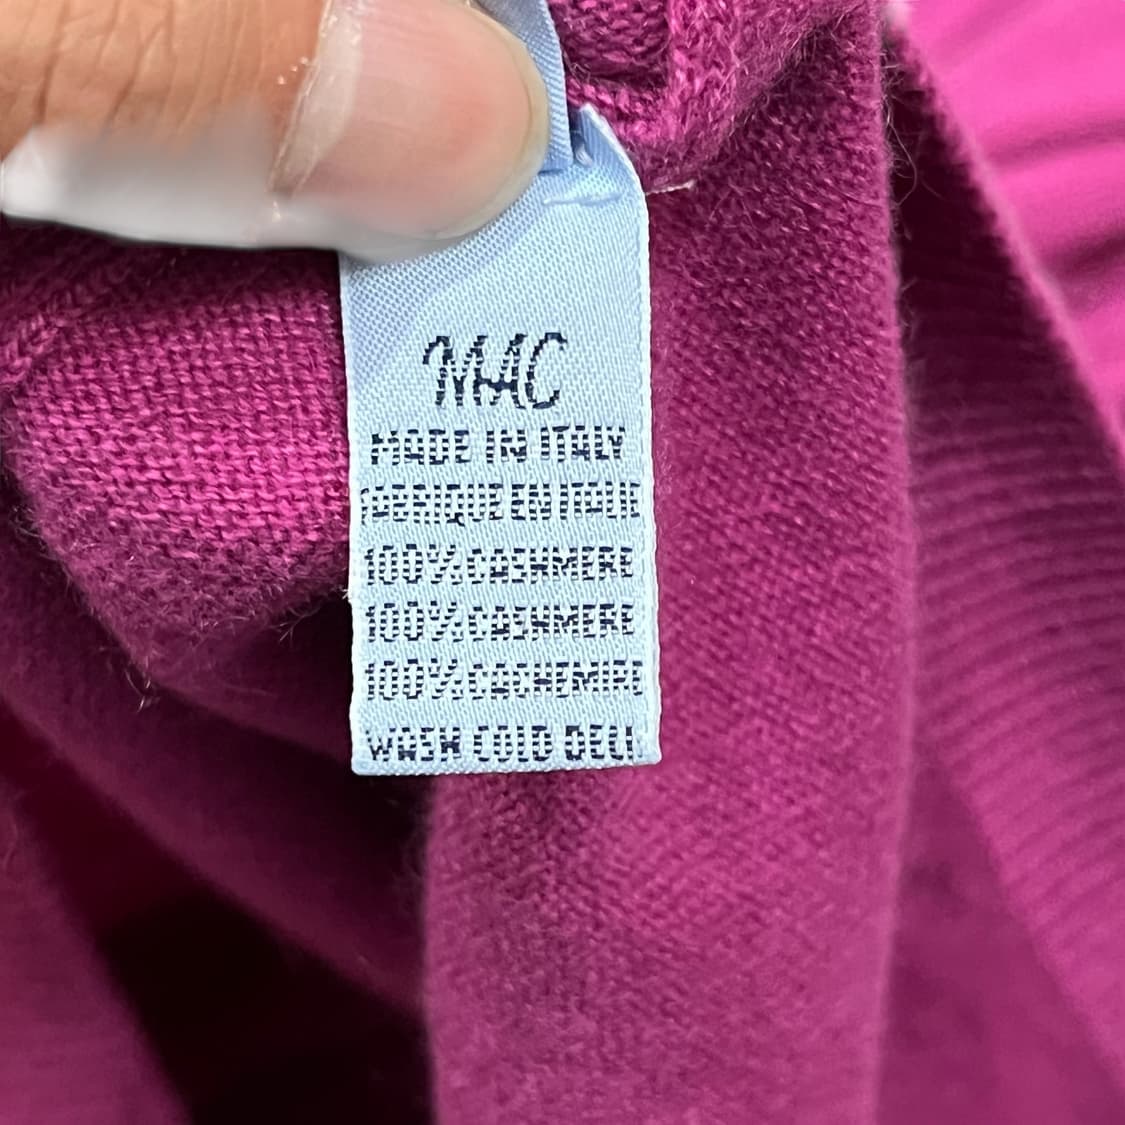 MAC
MADE IN ITALY
FABRIQUE EN ITALIE
100% CASHMERE
100% CASHMERE
100% CACHEMIRE
WASH COLD DELI